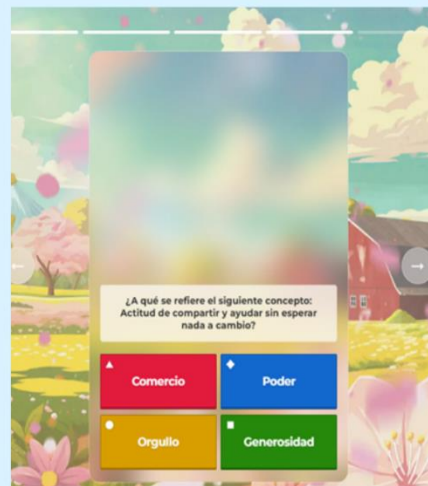 ¿A qué se refiere el siguiente concepto:
Actitud de compartir y ayudar sin esperar
nada a cambio?
Comercio
Poder
Orgullo
Generosidad